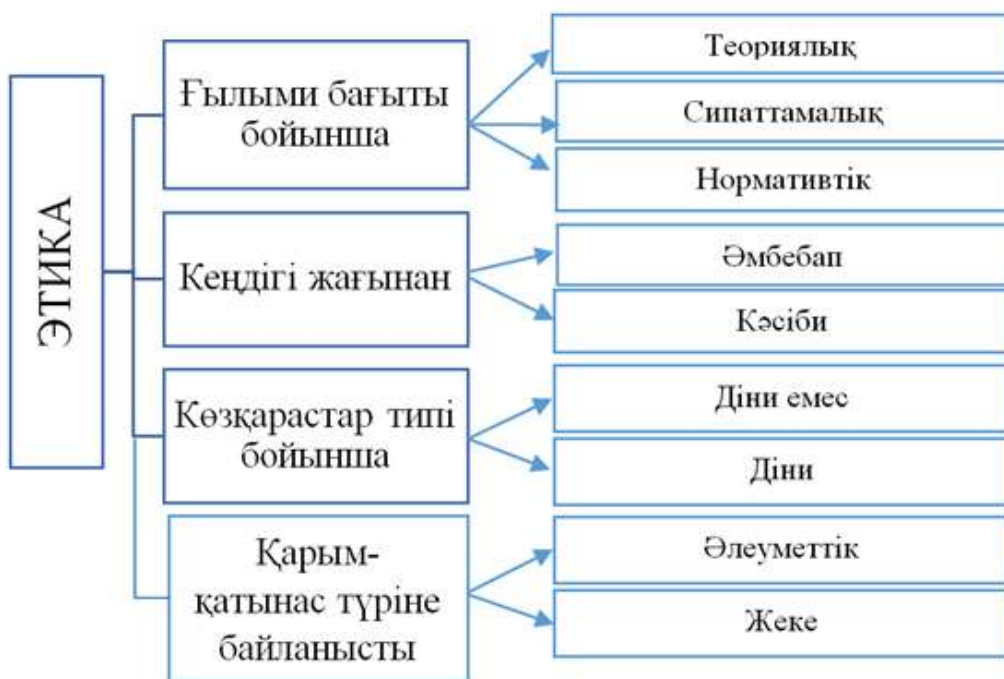 ЭТИКА
Ғылыми бағыты
бойынша
Теориялық
Сипаттамалық
Нормативтік
Кеңдігі жағынан
Әмбебап
Кәсіби
Көзқарастар типі
бойынша
Діни емес
Діни
Қарым-
қатынас түріне
байланысты
Әлеуметтік
Жеке